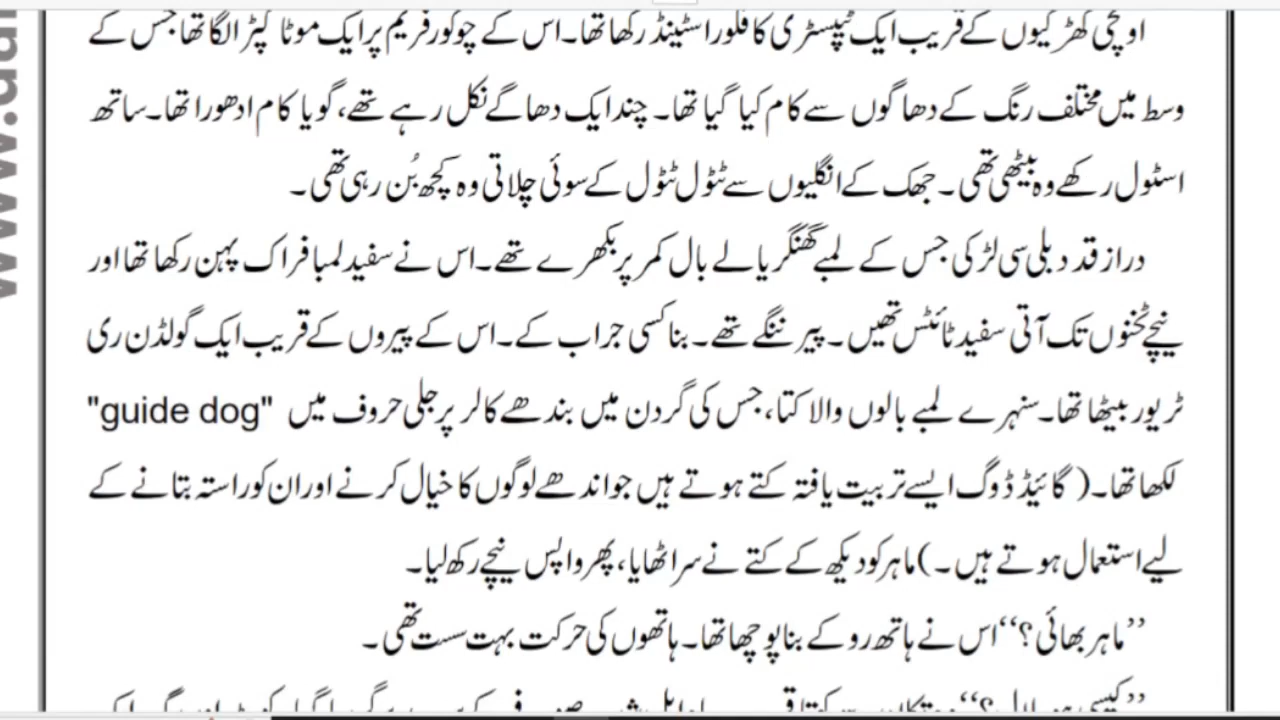 اونچی کھڑکیوں کے قریب ایک ٹیپسٹری کا فلور اسٹینڈ رکھا تھا۔ اس کے چوکور فریم پر ایک موٹا کپڑا لگا تھا جس کے
وسط میں مختلف رنگ کے دھاگوں سے کام کیا گیا تھا۔ چند ایک دھاگے نکل رہے تھے، گویا کام ادھورا تھا۔ ساتھ
اسٹول رکھے وہ بیٹھی تھی۔ جھک کے انگلیوں سے ٹٹول ٹٹول کے سوئی چلاتی وہ کچھ بُن رہی تھی۔
دراز قد دبلی سی لڑکی جس کے لمبے گھنگریالے بال کمر پر بکھرے تھے۔ اس نے سفید لمبا فراک پہن رکھا تھا اور
نیچے ٹخنوں تک آتی سفید ٹائٹس تھیں۔ پیر ننگے تھے۔ بنا کسی جراب کے۔ اس کے پیروں کے قریب ایک گولڈن ری
ٹریور بیٹھا تھا۔ سنہرے لمبے بالوں والا کتا، جس کی گردن میں بندھے کالر پر جلی حروف میں "guide dog"
لکھا تھا۔ (گائیڈ ڈوگ ایسے تربیت یافتہ کتے ہوتے ہیں جو اندھے لوگوں کا خیال کرنے اور ان کو راستہ بتانے کے
لیے استعمال ہوتے ہیں۔) ماہر کو دیکھ کے کتے نے سر اٹھایا، پھر واپس نیچے رکھ لیا۔
’’ماہر بھائی؟‘‘ اس نے ہاتھ روکے بنا پوچھا تھا۔ ہاتھوں کی حرکت بہت سست تھی۔